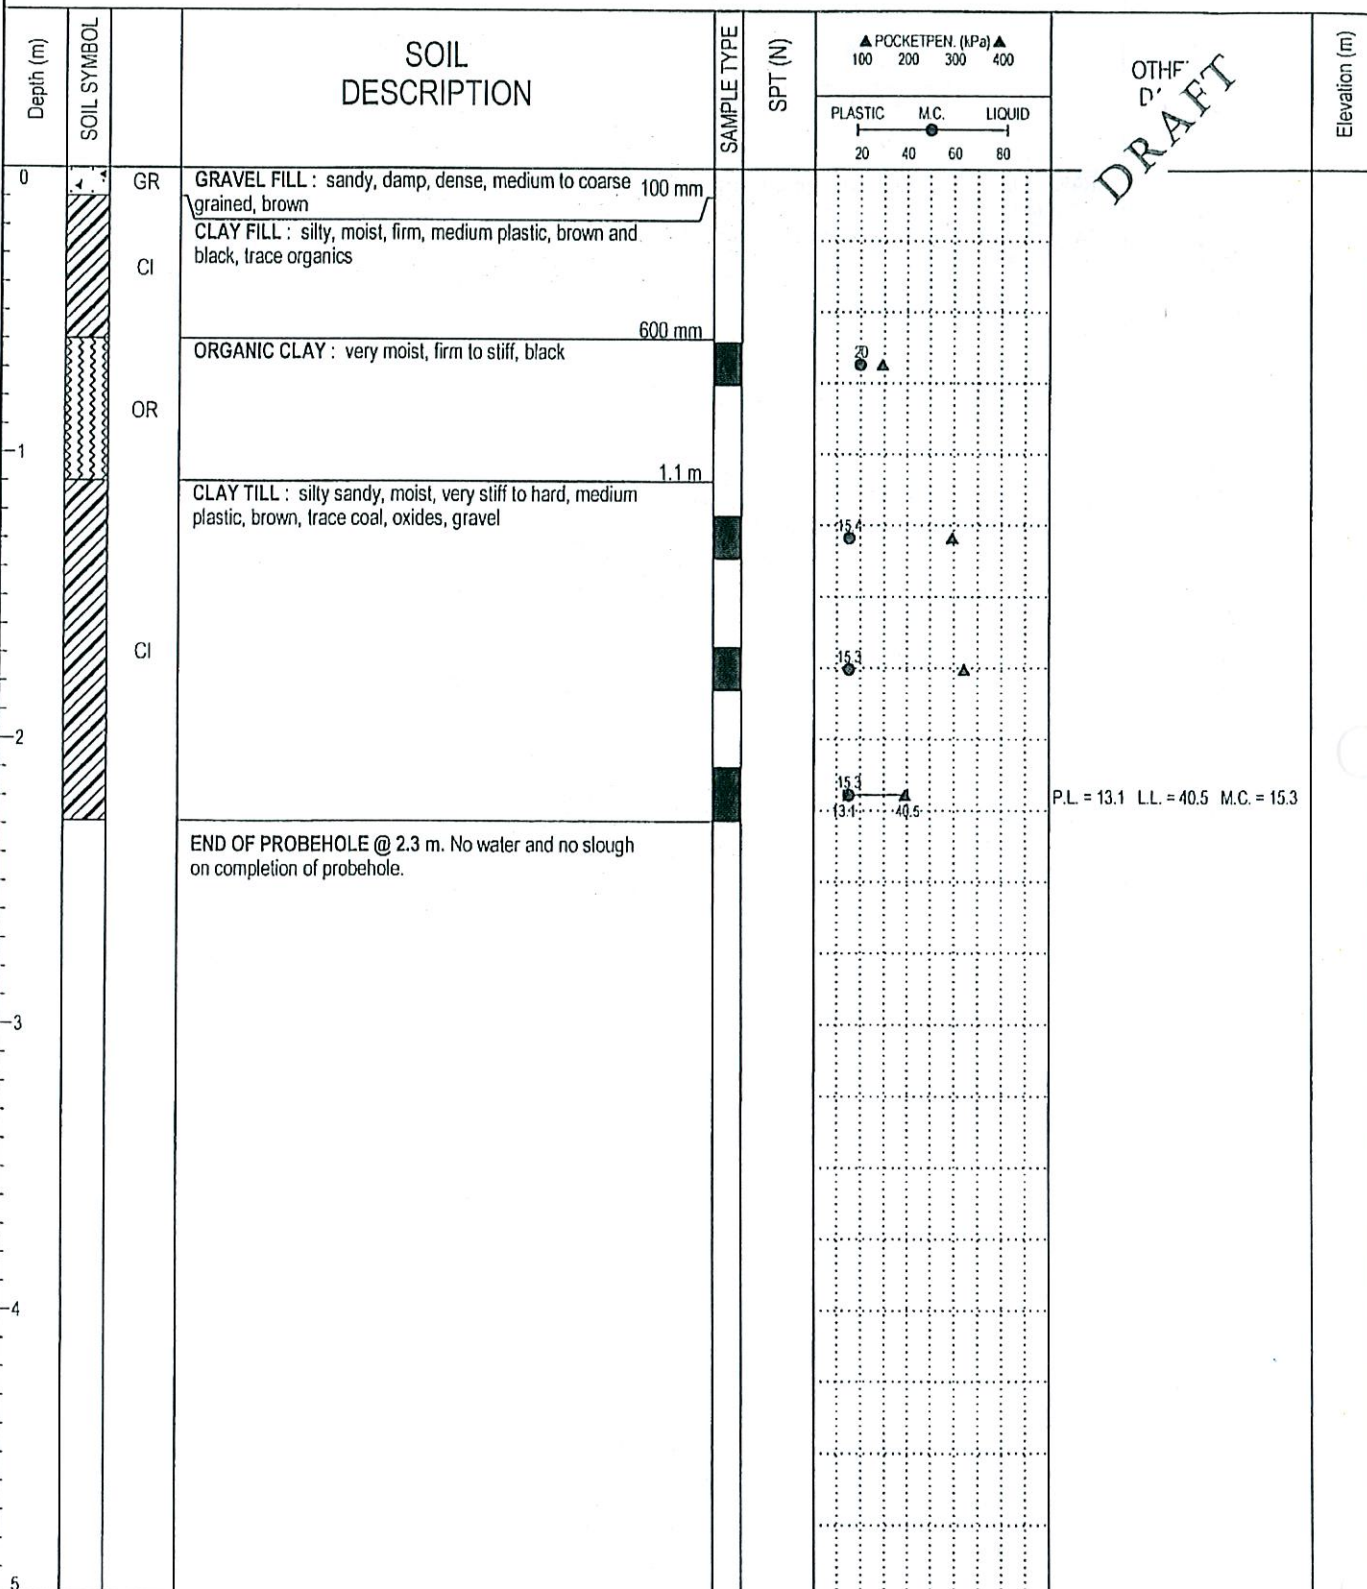 Depth (m)
SOIL SYMBOL
SOIL
DESCRIPTION
SAMPLE TYPE
SPT (N)
▲ POCKETPEN. (kPa) ▲
100 200 300 400
PLASTIC M.C. LIQUID
20 40 60 80
DRAFT
Elevation (m)
0
GR
GRAVEL FILL : sandy, damp, dense, medium to coarse
grained, brown
100 mm
CLAY FILL : silty, moist, firm, medium plastic, brown and
black, trace organics
CI
600 mm
ORGANIC CLAY : very moist, firm to stiff, black
20
OR
1
1.1 m
CLAY TILL : silty sandy, moist, very stiff to hard, medium
plastic, brown, trace coal, oxides, gravel
15.4
CI
15.3
2
15.3
13.1 40.5
P.L. = 13.1 L.L. = 40.5 M.C. = 15.3
END OF PROBEHOLE @ 2.3 m. No water and no slough
on completion of probehole.
3
4
5